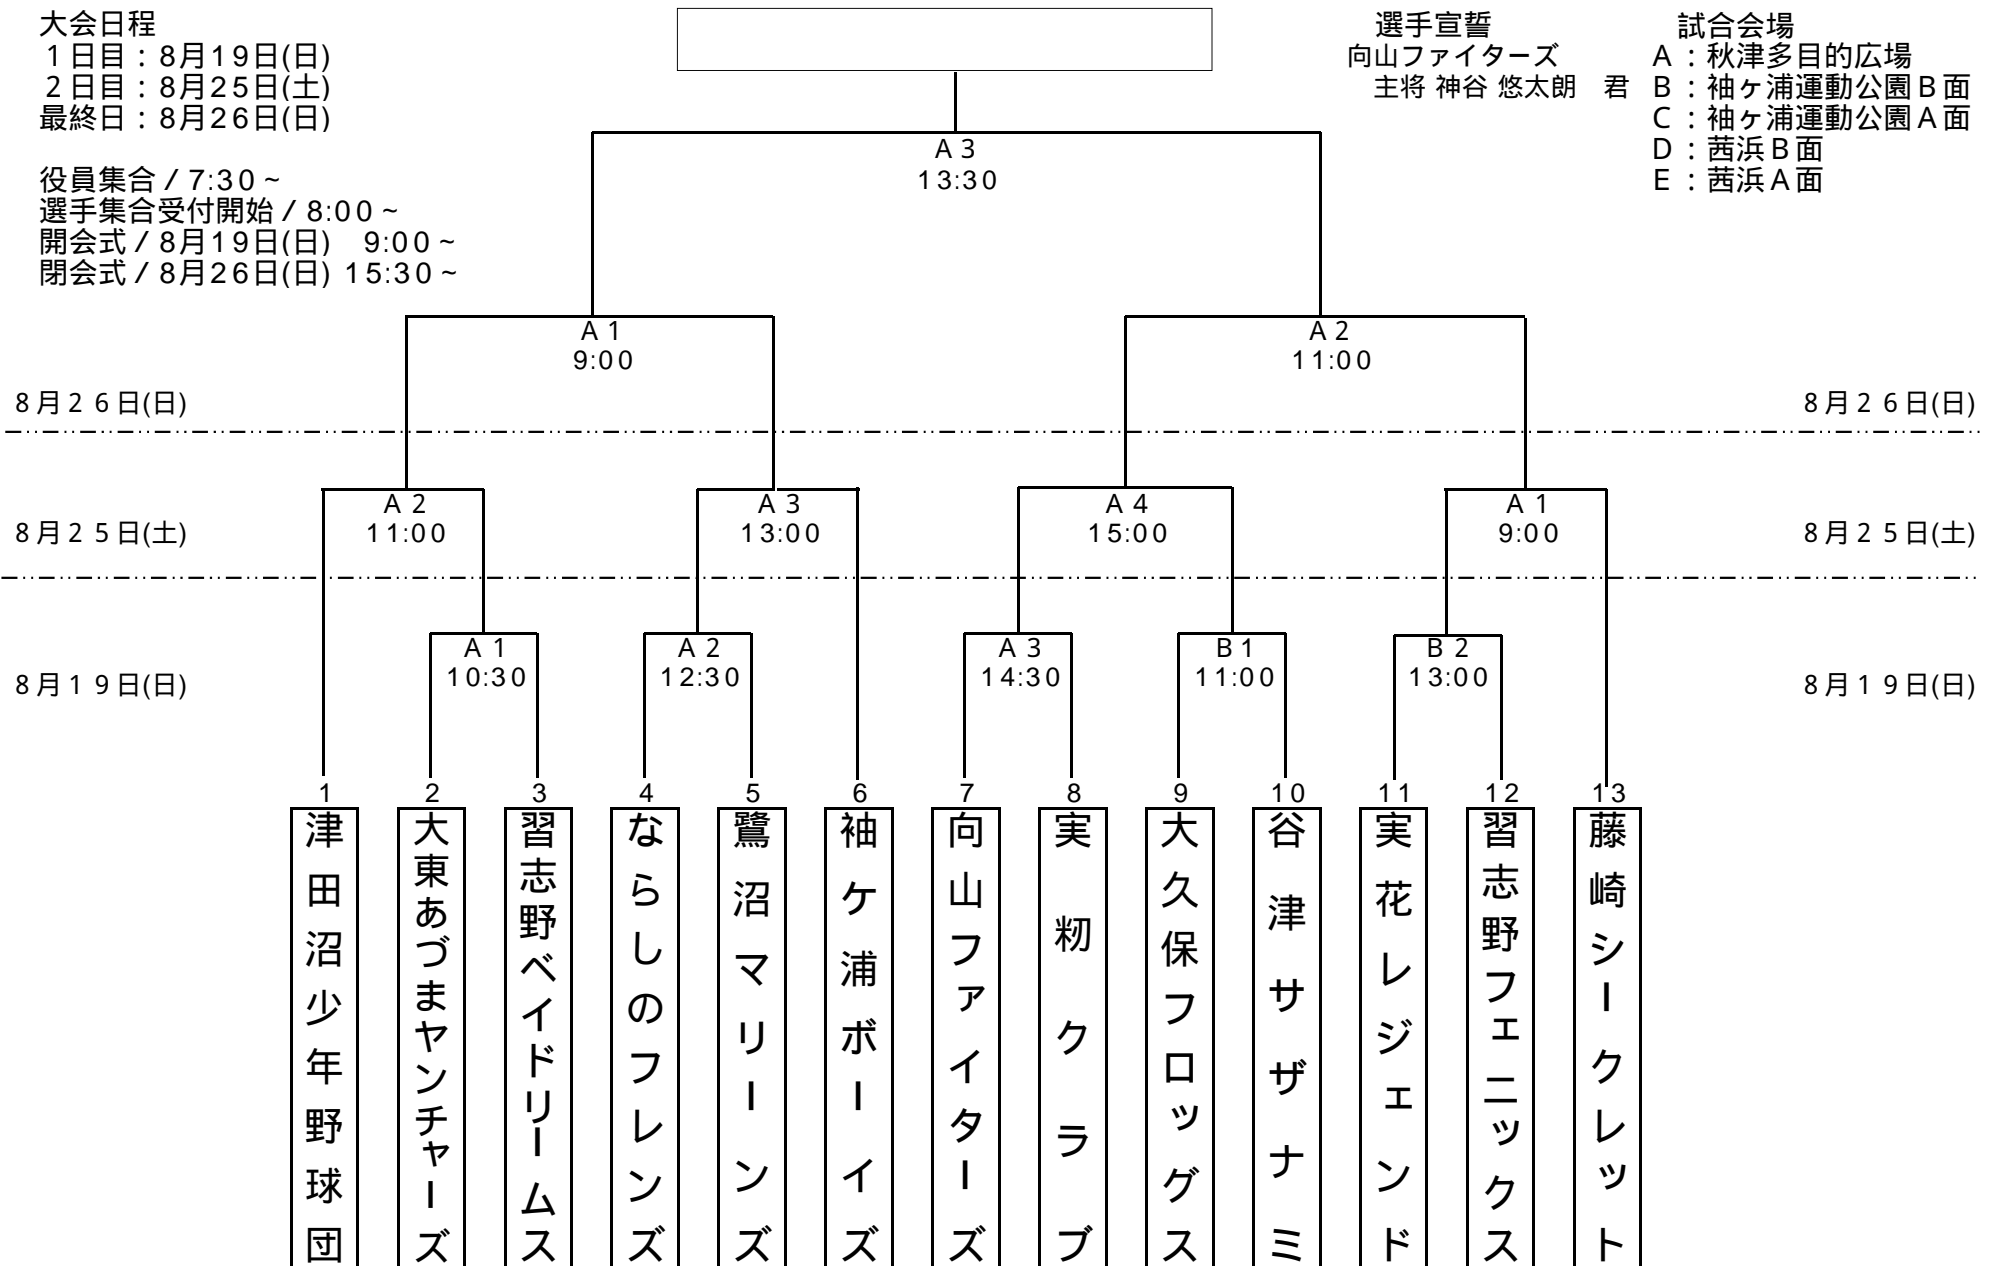 大会日程
1日目：8月19日(日)
2日目：8月25日(土)
最終日：8月26日(日)
役員集合 / 7:30～
選手集合受付開始 / 8:00～
開会式 / 8月19日(日)　9:00～
閉会式 / 8月26日(日) 15:30～
選手宣誓
向山ファイターズ
主将 神谷 悠太朗　君
試合会場
A：秋津多目的広場
B：袖ヶ浦運動公園B面
C：袖ヶ浦運動公園A面
D：茜浜B面
E：茜浜A面
A3
13:30
A1
9:00
A2
11:00
8月26日(日)
8月26日(日)
A2
11:00
A3
13:00
A4
15:00
A1
9:00
8月25日(土)
8月25日(土)
A1
10:30
A2
12:30
A3
14:30
B1
11:00
B2
13:00
8月19日(日)
8月19日(日)
1
津田沼少年野球団
2
大東あづまヤンチャーズ
3
習志野ベイドリームス
4
ならしのフレンズ
5
鷺沼マリーンズ
6
袖ケ浦ボーイズ
7
向山ファイターズ
8
実籾クラブ
9
大久保フロッグス
10
谷津サザナミ
11
実花レジェンド
12
習志野フェニックス
13
藤崎シークレット